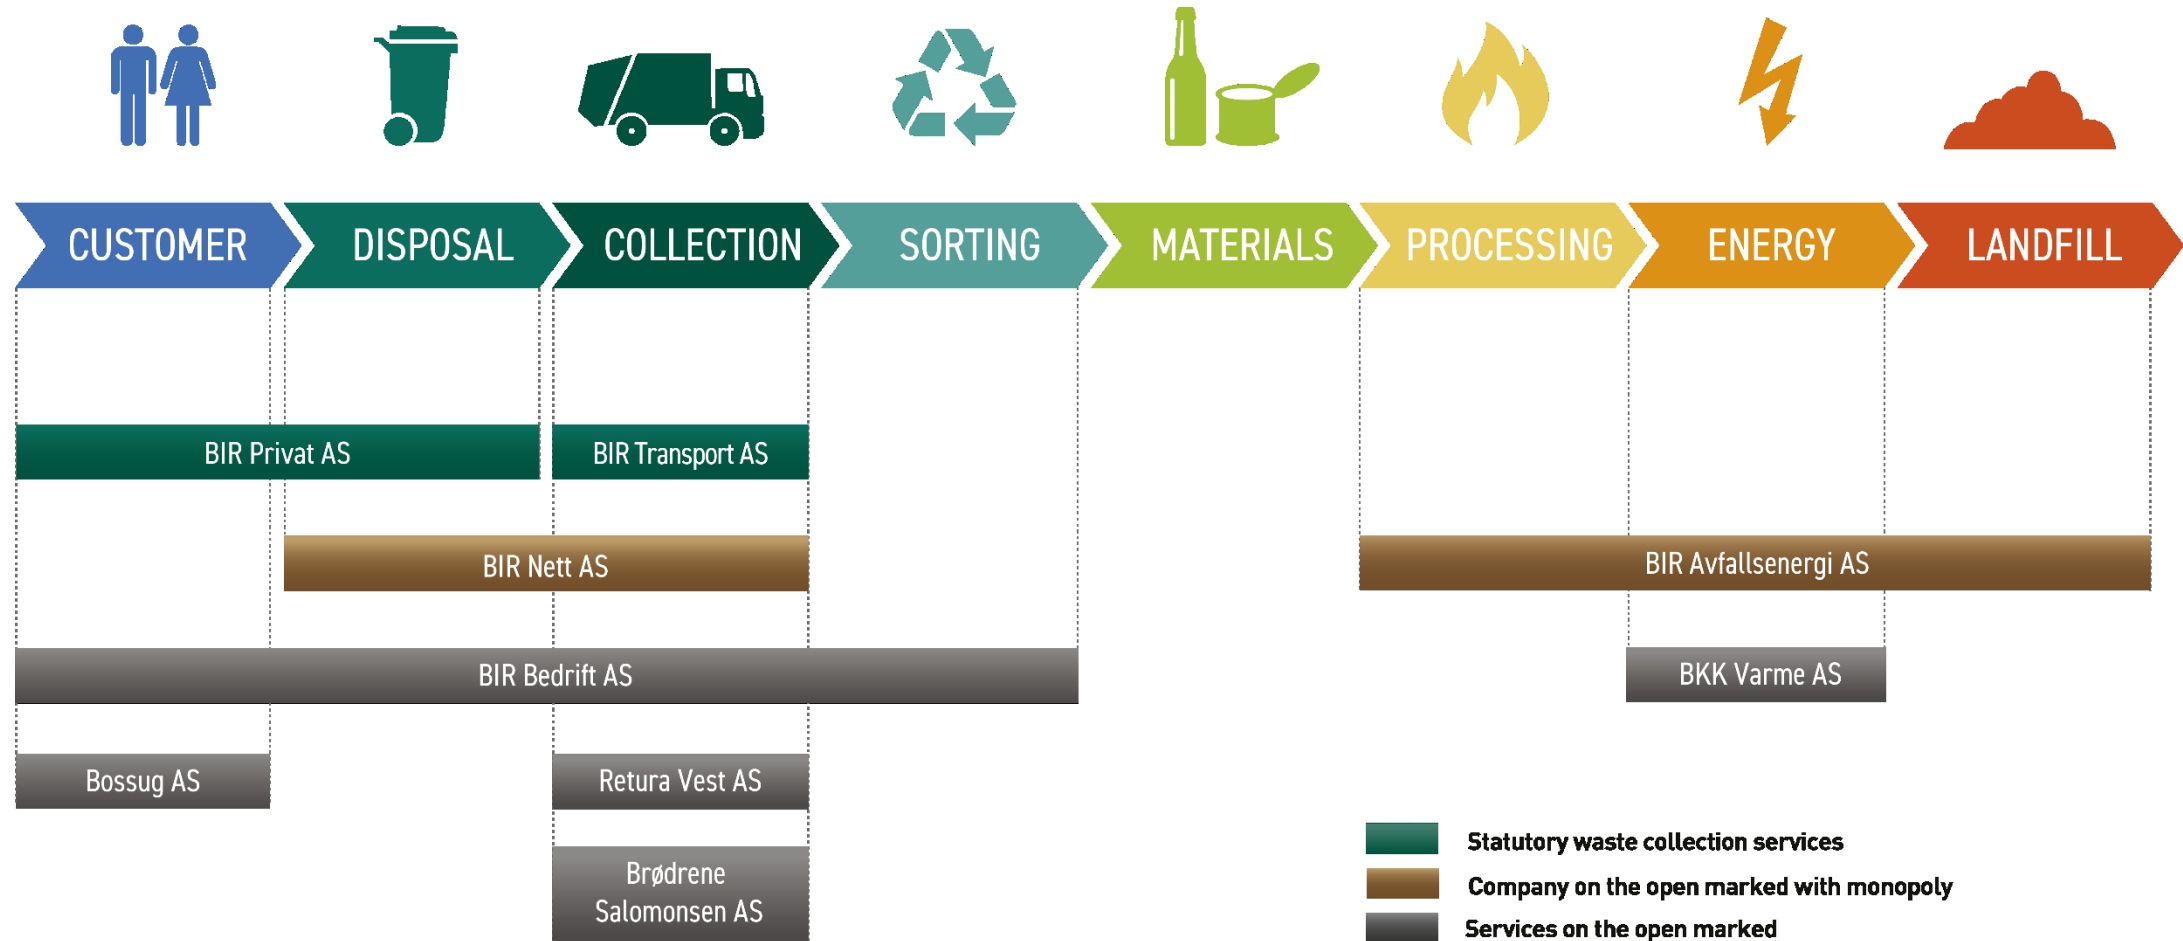 CUSTOMER
DISPOSAL
COLLECTION
SORTING
MATERIALS
PROCESSING
ENERGY
LANDFILL
BIR Privat AS
BIR Transport AS
BIR Nett AS
BIR Avfallsenergi AS
BIR Bedrift AS
BKK Varme AS
Bossug AS
Retura Vest AS
Brødrene
Salomonsen AS
Statutory waste collection services
Company on the open marked with monopoly
Services on the open marked